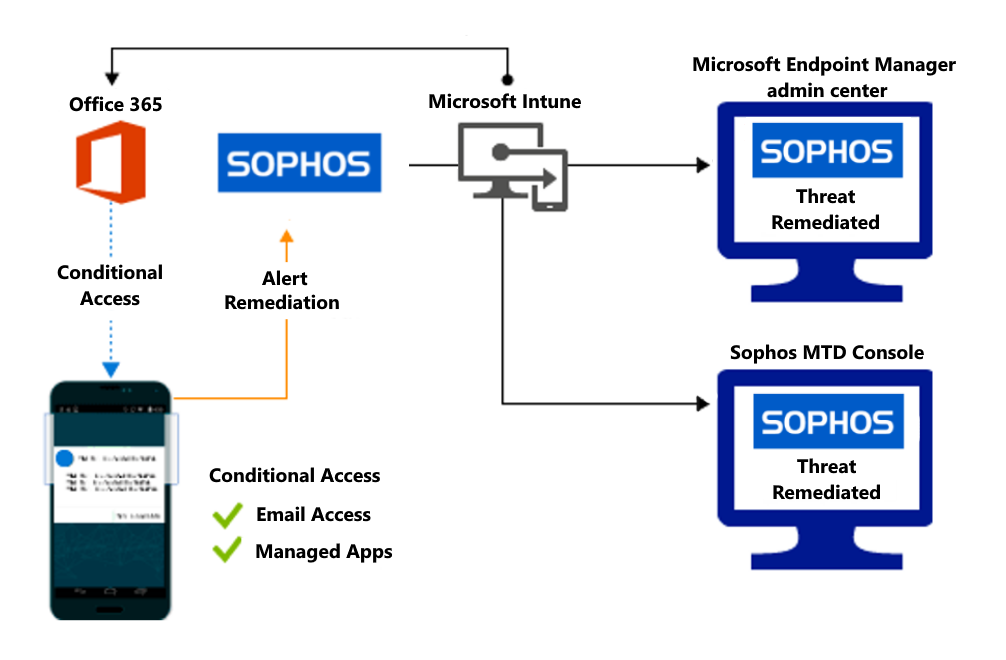 Microsoft Endpoint Manager
admin center
Office 365
Microsoft Intune
SOPHOS
SOPHOS
Threat
Remediated
Conditional
Access
Alert
Remediation
Sophos MTD Console
SOPHOS
Threat
Remediated
Conditional Access
Email Access
Managed Apps